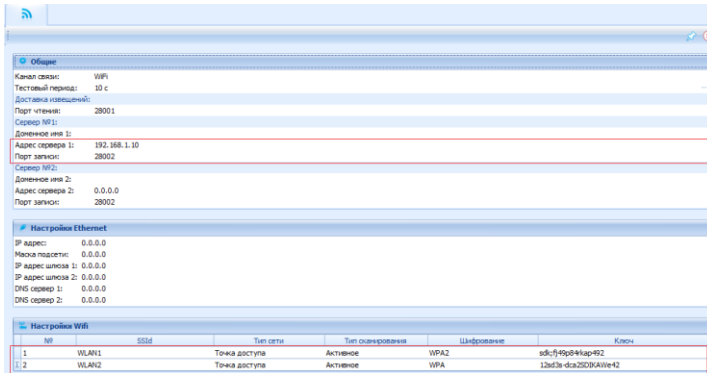 Общие
Канал связи: WiFi
Тестовый период: 10 с
Доставка извещений:
Порт чтения: 28001
Сервер №1:
Доменное имя 1:
Адрес сервера 1: 192.168.1.10
Порт записи: 28002
Сервер №2:
Доменное имя 2:
Адрес сервера 2: 0.0.0.0
Порт записи: 28002
Настройки Ethernet
IP адрес: 0.0.0.0
Маска подсети: 0.0.0.0
IP адрес шлюза 1: 0.0.0.0
IP адрес шлюза 2: 0.0.0.0
DNS сервер 1: 0.0.0.0
DNS сервер 2: 0.0.0.0
Настройки Wifi
№ SSId Тип сети Тип сканирования Шифрование Ключ
1 WLAN1 Точка доступа Активное WPA2
2 WLAN2 Точка доступа Активное WPA